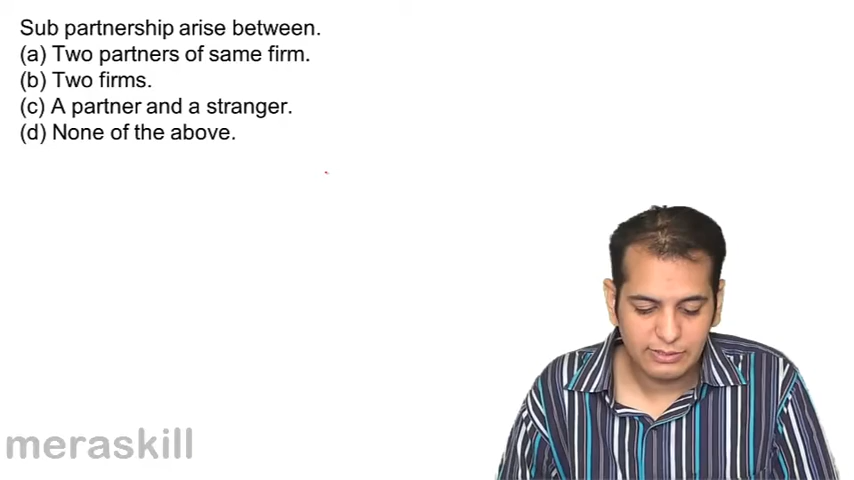 Sub partnership arise between.
(a) Two partners of same firm.
(b) Two firms.
(c) A partner and a stranger.
(d) None of the above.
meraskill